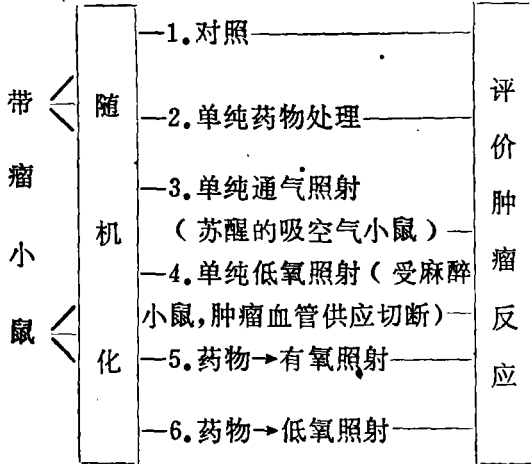 带瘤小鼠
随机化
1.对照
2.单纯药物处理
3.单纯通气照射
（苏醒的吸空气小鼠）
4.单纯低氧照射（受麻醉
小鼠,肿瘤血管供应切断）
5.药物→有氧照射
6.药物→低氧照射
评价肿瘤反应